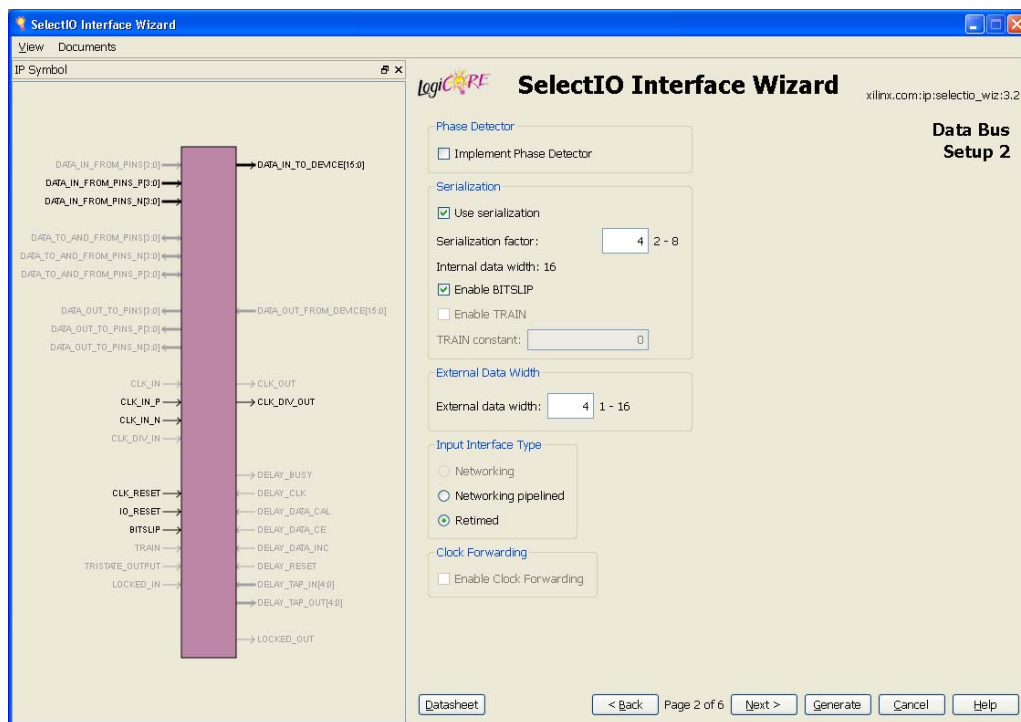 SelectIO Interface Wizard
View Documents
IP Symbol
DATA_IN_FROM_PINS[3:0]
DATA_IN_TO_DEVICE[15:0]
DATA_IN_FROM_PINS_P[3:0]
DATA_IN_FROM_PINS_N[3:0]
DATA_TO_AND_FROM_PINS[3:0]
DATA_TO_AND_FROM_PINS_N[3:0]
DATA_TO_AND_FROM_PINS_P[3:0]
DATA_OUT_TO_PINS[3:0]
DATA_OUT_FROM_DEVICE[15:0]
DATA_OUT_TO_PINS_P[3:0]
DATA_OUT_TO_PINS_N[3:0]
CLK_IN
CLK_OUT
CLK_IN_P
CLK_DIV_OUT
CLK_IN_N
CLK_DIV_IN
DELAY_BUSY
CLK_RESET
DELAY_CLK
IO_RESET
DELAY_DATA_CAL
BITSLIP
DELAY_DATA_CE
TRAIN
DELAY_DATA_INC
TRISTATE_OUTPUT
DELAY_RESET
LOCKED_IN
DELAY_TAP_IN[4:0]
DELAY_TAP_OUT[4:0]
LOCKED_OUT
LogiCORE
SelectIO Interface Wizard
xilinx.com:ip:selectio_wiz:3.2
Data Bus
Setup 2
Phase Detector
Implement Phase Detector
Serialization
Use serialization
Serialization factor: 4 2 - 8
Internal data width: 16
Enable BITSLIP
Enable TRAIN
TRAIN constant: 0
External Data Width
External data width: 4 1 - 16
Input Interface Type
Networking
Networking pipelined
Retimed
Clock Forwarding
Enable Clock Forwarding
Datasheet < Back Page 2 of 6 Next > Generate Cancel Help